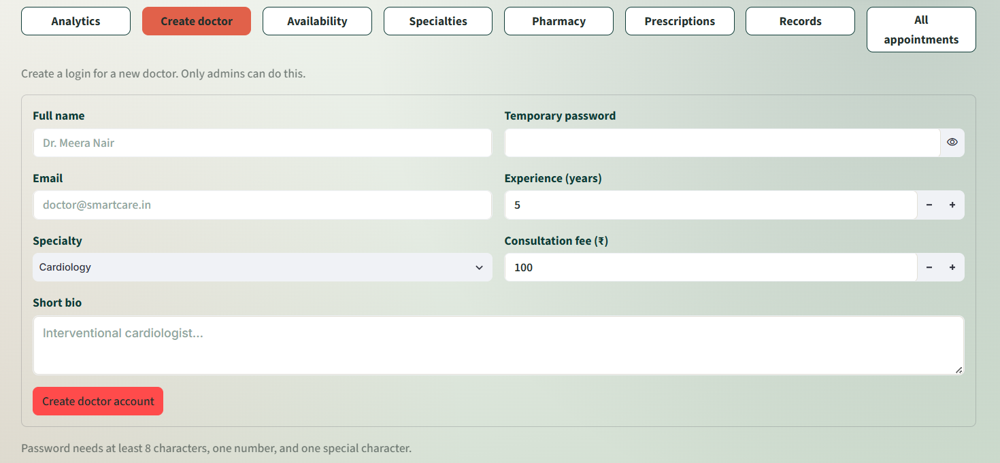 Analytics
Create doctor
Availability
Specialties
Pharmacy
Prescriptions
Records
All
appointments
Create a login for a new doctor. Only admins can do this.
Full name
Dr. Meera Nair
Temporary password
Email
doctor@smartcare.in
Experience (years)
5
Specialty
Cardiology
Consultation fee (₹)
100
Short bio
Interventional cardiologist...
Create doctor account
Password needs at least 8 characters, one number, and one special character.